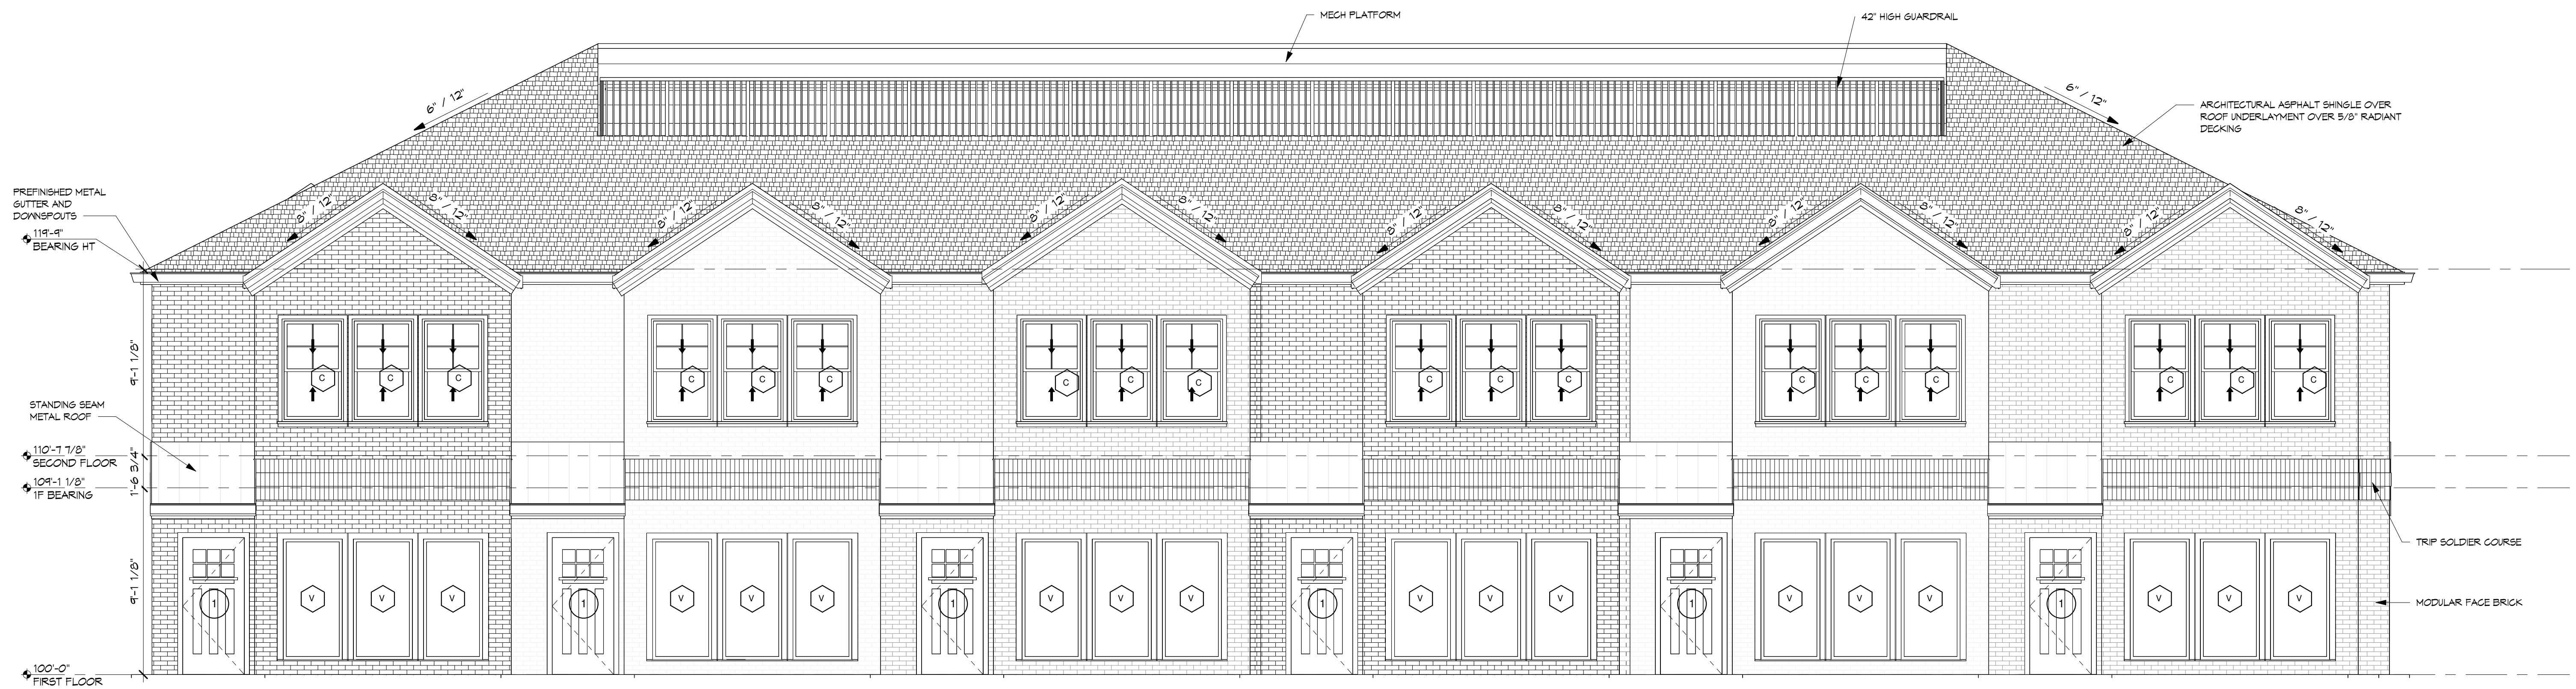 MECH PLATFORM
42" HIGH GUARDRAIL
6" / 12"
6" / 12"
ARCHITECTURAL ASPHALT SHINGLE OVER
ROOF UNDERLAYMENT OVER 5/8" RADIANT
DECKING
PREFINISHED METAL
GUTTER AND
DOWNSPOUTS
8" / 12"
8" / 12"
8" / 12"
8" / 12"
8" / 12"
8" / 12"
8" / 12"
8" / 12"
8" / 12"
8" / 12"
8" / 12"
8" / 12"
119'-9"
BEARING HT
9'-1 1/8"
C C C C C C C C C C C C C C C C C C
STANDING SEAM
METAL ROOF
110'-7 7/8"
SECOND FLOOR
1'-6 3/4"
109'-1 1/8"
1F BEARING
TRIP SOLDIER COURSE
9'-1 1/8"
1 V V V 1 V V V 1 V V V 1 V V V 1 V V V 1 V V V
MODULAR FACE BRICK
100'-0"
FIRST FLOOR